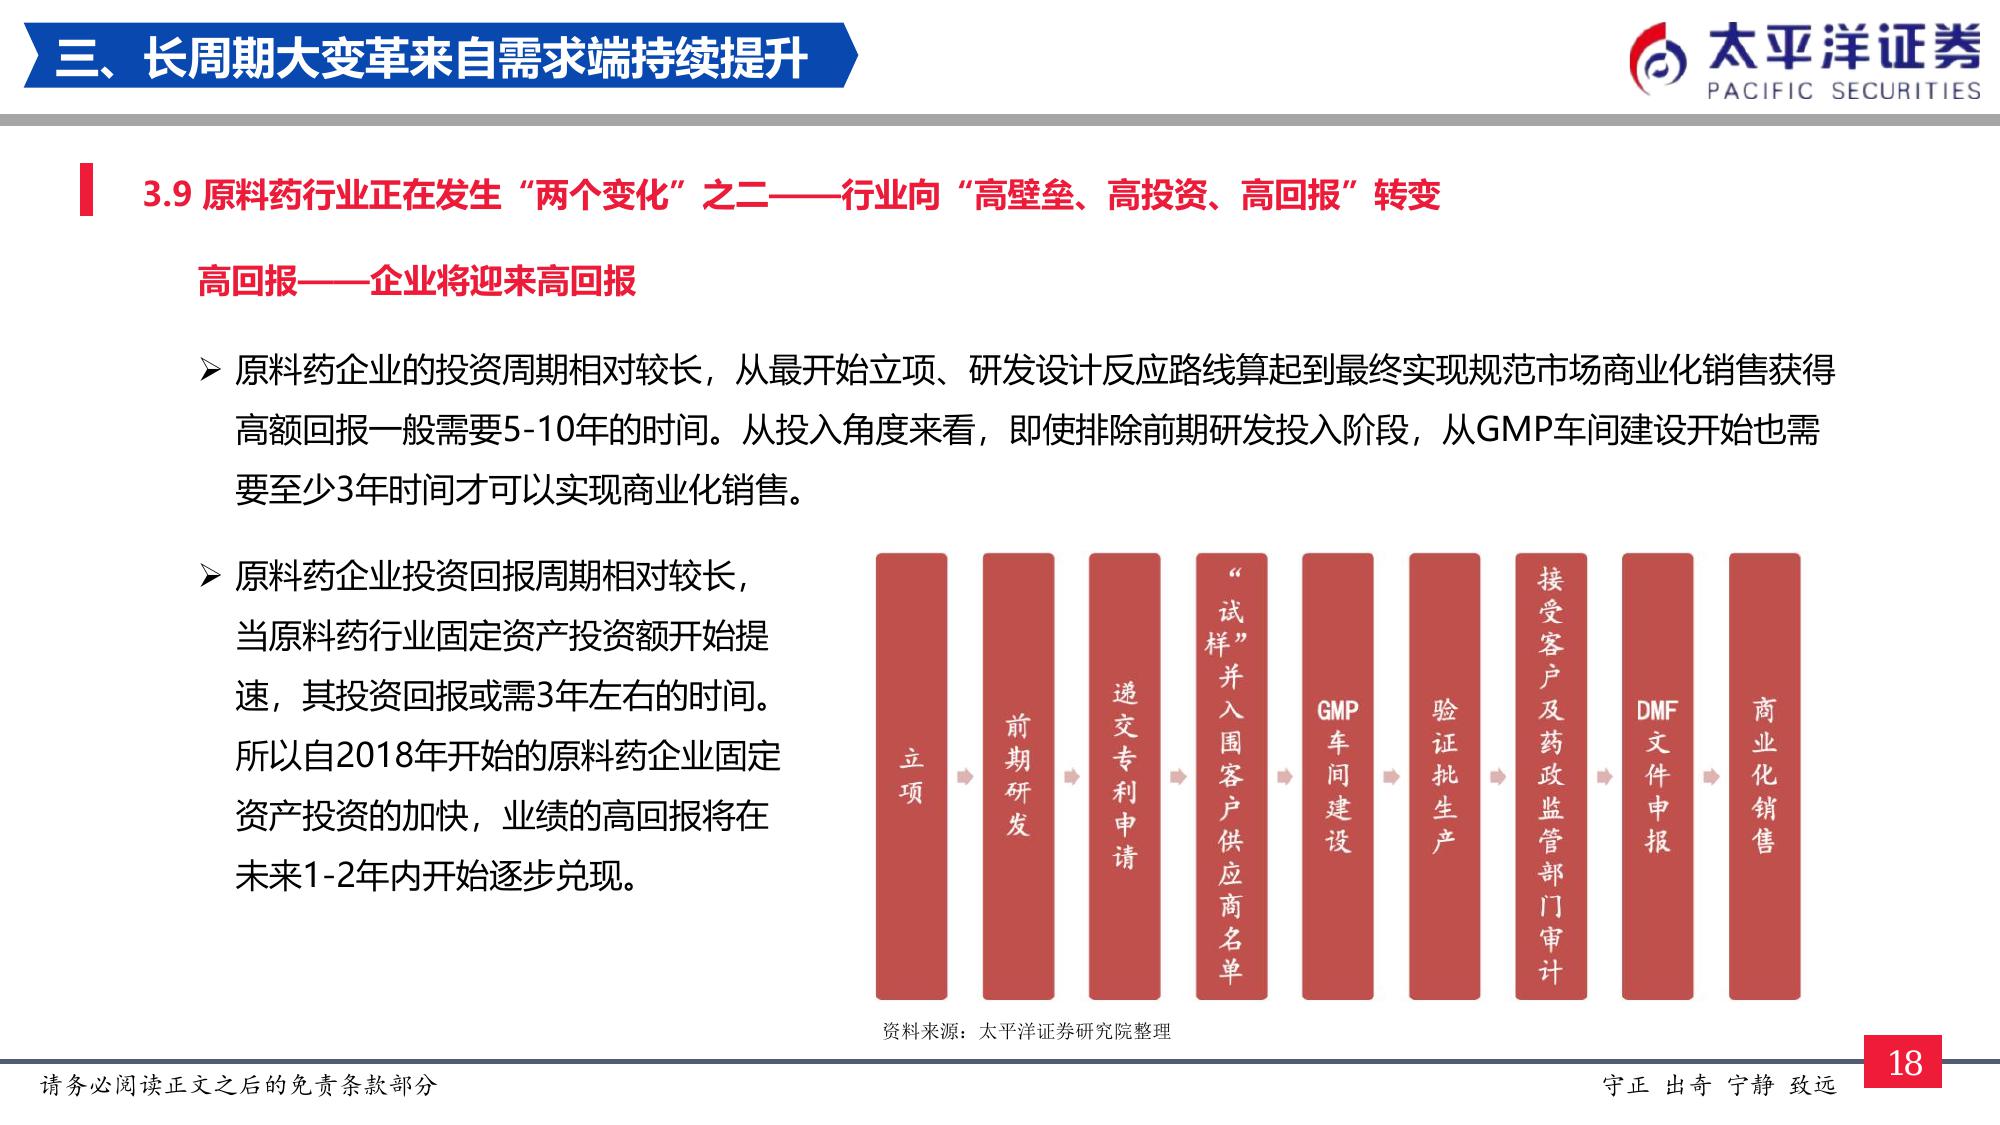 三、长周期大变革来自需求端持续提升
太平洋证券
PACIFIC SECURITIES
3.9 原料药行业正在发生“两个变化”之二——行业向“高壁垒、高投资、高回报”转变
高回报——企业将迎来高回报
➢ 原料药企业的投资周期相对较长，从最开始立项、研发设计反应路线算起到最终实现规范市场商业化销售获得
高额回报一般需要5-10年的时间。从投入角度来看，即使排除前期研发投入阶段，从GMP车间建设开始也需
要至少3年时间才可以实现商业化销售。
➢ 原料药企业投资回报周期相对较长，
当原料药行业固定资产投资额开始提
速，其投资回报或需3年左右的时间。
所以自2018年开始的原料药企业固定
资产投资的加快，业绩的高回报将在
未来1-2年内开始逐步兑现。
立项
前期研发
递交专利申请
“试样”并入围客户供应商名单
GMP车间建设
验证批生产
接受客户及药政监管部门审计
DMF文件申报
商业化销售
资料来源：太平洋证券研究院整理
请务必阅读正文之后的免责条款部分
守正 出奇 宁静 致远
18